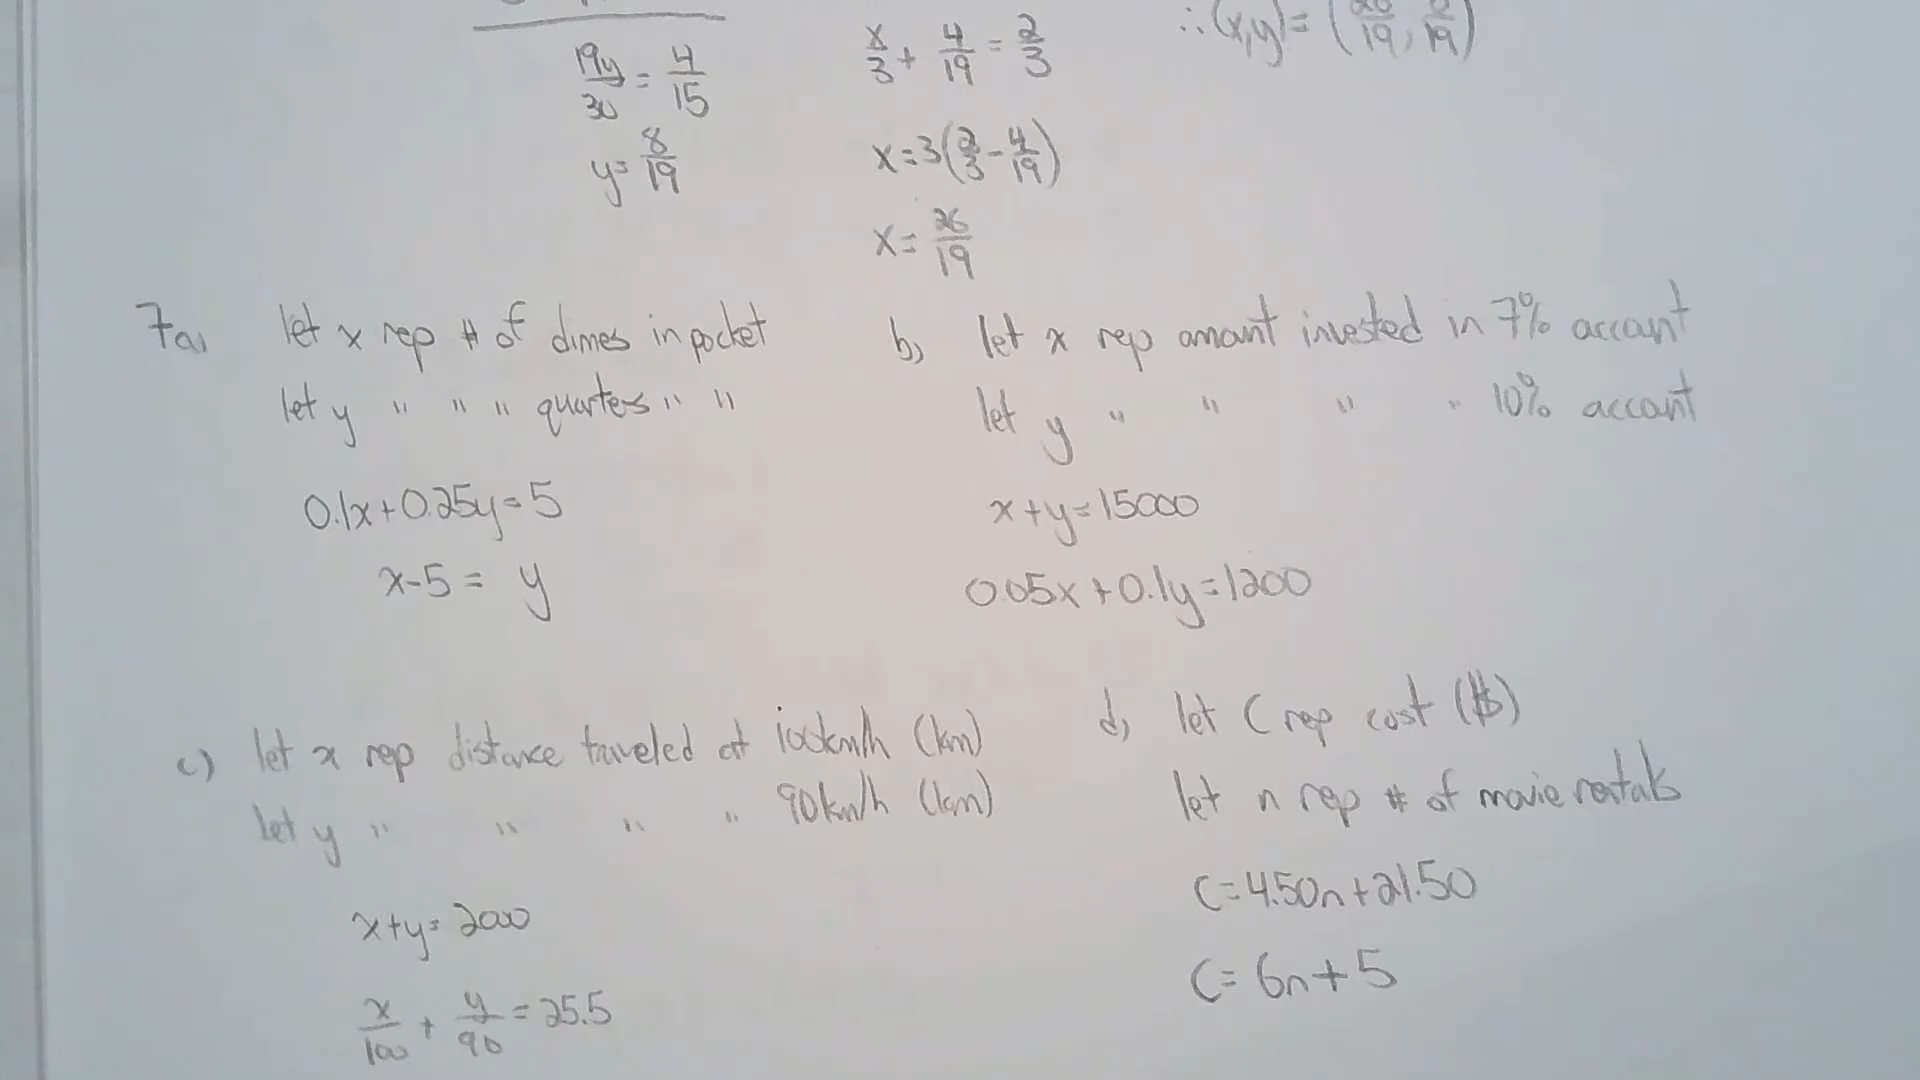 19y/30 = 4/15
y= 8/19
x/3 + 4/19 = 2/3
x=3(2/3 - 4/19)
x= 26/19
∴(x,y)= ( /19, /19)
7a, let x rep # of dimes in pocket
let y " " " quarters " "
0.1x+0.25y=5
x-5= y
b, let x rep amount invested in 7% account
let y " " " " 10% account
x+y=15000
0.05x+0.1y=1200
c) let x rep distance traveled at 100km/h (km)
let y " " " " 90km/h (km)
x+y= 2000
x/100 + y/90 = 25.5
d, let C rep cost ($)
let n rep # of movie rentals
C=4.50n+21.50
C= 6n+5